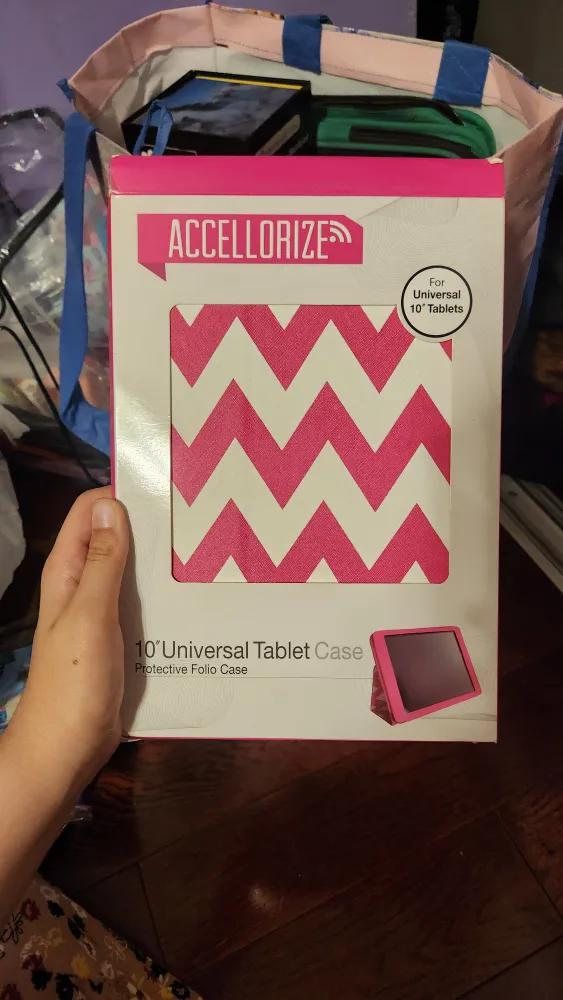 ACCELLORIZE
For
Universal
10" Tablets
10" Universal Tablet Case
Protective Folio Case